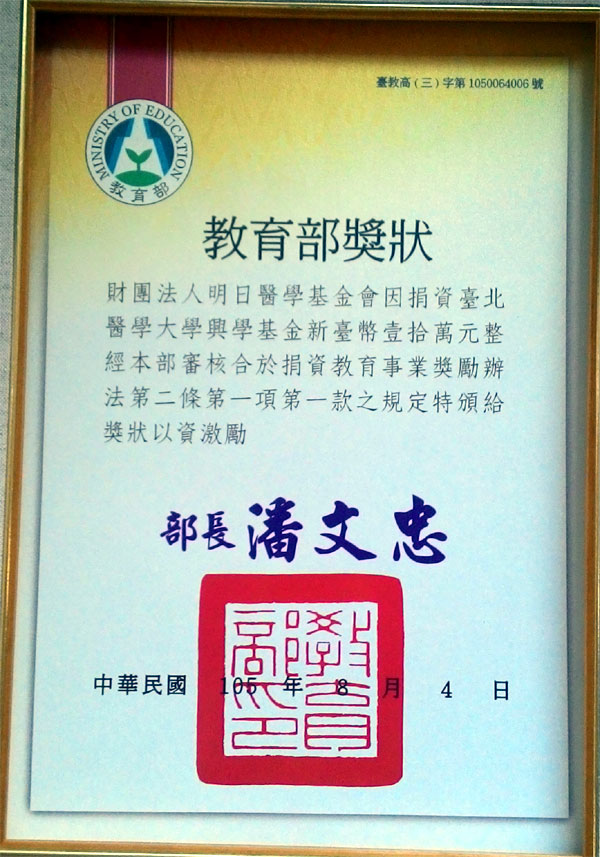 臺教高(三)字第1050064006號
MINISTRY OF EDUCATION
教育部
教育部獎狀
財團法人明日醫學基金會因捐資臺北
醫學大學興學基金新臺幣壹拾萬元整
經本部審核合於捐資教育事業獎勵辦
法第二條第一項第一款之規定特頒給
獎狀以資激勵
部長 潘文忠
教育部印
中華民國 105 年 8 月 4 日